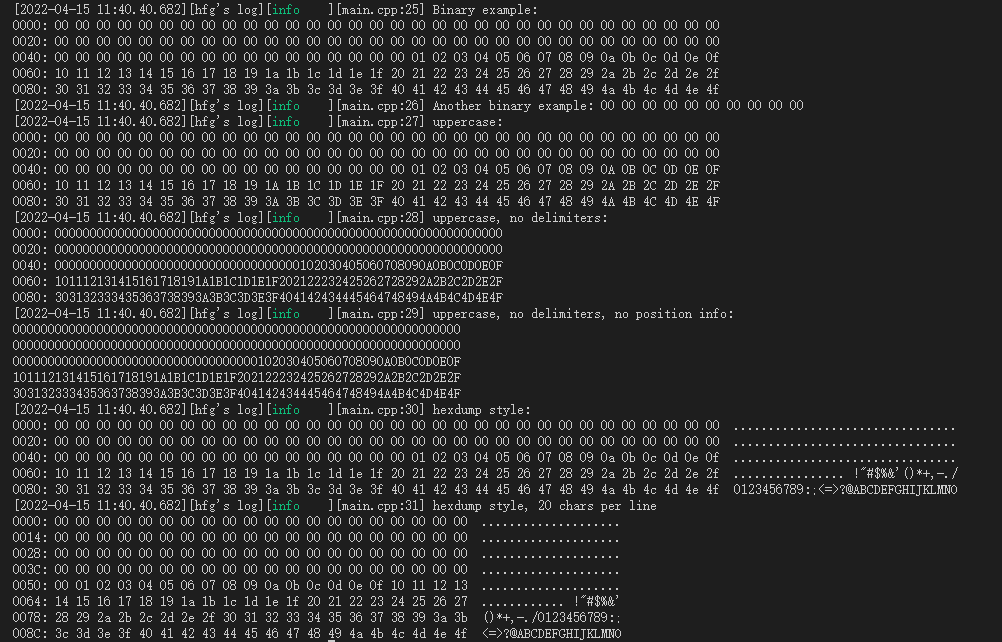 [2022-04-15 11:40.40.682][hfg's log][info    ][main.cpp:25] Binary example:
0000: 00 00 00 00 00 00 00 00 00 00 00 00 00 00 00 00 00 00 00 00 00 00 00 00 00 00 00 00 00 00 00 00
0020: 00 00 00 00 00 00 00 00 00 00 00 00 00 00 00 00 00 00 00 00 00 00 00 00 00 00 00 00 00 00 00 00
0040: 00 00 00 00 00 00 00 00 00 00 00 00 00 00 00 00 00 01 02 03 04 05 06 07 08 09 0a 0b 0c 0d 0e 0f
0060: 10 11 12 13 14 15 16 17 18 19 1a 1b 1c 1d 1e 1f 20 21 22 23 24 25 26 27 28 29 2a 2b 2c 2d 2e 2f
0080: 30 31 32 33 34 35 36 37 38 39 3a 3b 3c 3d 3e 3f 40 41 42 43 44 45 46 47 48 49 4a 4b 4c 4d 4e 4f
[2022-04-15 11:40.40.682][hfg's log][info    ][main.cpp:26] Another binary example: 00 00 00 00 00 00 00 00 00 00
[2022-04-15 11:40.40.682][hfg's log][info    ][main.cpp:27] uppercase:
0000: 00 00 00 00 00 00 00 00 00 00 00 00 00 00 00 00 00 00 00 00 00 00 00 00 00 00 00 00 00 00 00 00
0020: 00 00 00 00 00 00 00 00 00 00 00 00 00 00 00 00 00 00 00 00 00 00 00 00 00 00 00 00 00 00 00 00
0040: 00 00 00 00 00 00 00 00 00 00 00 00 00 00 00 00 00 01 02 03 04 05 06 07 08 09 0A 0B 0C 0D 0E 0F
0060: 10 11 12 13 14 15 16 17 18 19 1A 1B 1C 1D 1E 1F 20 21 22 23 24 25 26 27 28 29 2A 2B 2C 2D 2E 2F
0080: 30 31 32 33 34 35 36 37 38 39 3A 3B 3C 3D 3E 3F 40 41 42 43 44 45 46 47 48 49 4A 4B 4C 4D 4E 4F
[2022-04-15 11:40.40.682][hfg's log][info    ][main.cpp:28] uppercase, no delimiters:
0000: 0000000000000000000000000000000000000000000000000000000000000000
0020: 0000000000000000000000000000000000000000000000000000000000000000
0040: 00000000000000000000000000000000000102030405060708090A0B0C0D0E0F
0060: 101112131415161718191A1B1C1D1E1F202122232425262728292A2B2C2D2E2F
0080: 303132333435363738393A3B3C3D3E3F404142434445464748494A4B4C4D4E4F
[2022-04-15 11:40.40.682][hfg's log][info    ][main.cpp:29] uppercase, no delimiters, no position info:
0000000000000000000000000000000000000000000000000000000000000000
0000000000000000000000000000000000000000000000000000000000000000
00000000000000000000000000000000000102030405060708090A0B0C0D0E0F
101112131415161718191A1B1C1D1E1F202122232425262728292A2B2C2D2E2F
303132333435363738393A3B3C3D3E3F404142434445464748494A4B4C4D4E4F
[2022-04-15 11:40.40.682][hfg's log][info    ][main.cpp:30] hexdump style:
0000: 00 00 00 00 00 00 00 00 00 00 00 00 00 00 00 00 00 00 00 00 00 00 00 00 00 00 00 00 00 00 00 00  ................................
0020: 00 00 00 00 00 00 00 00 00 00 00 00 00 00 00 00 00 00 00 00 00 00 00 00 00 00 00 00 00 00 00 00  ................................
0040: 00 00 00 00 00 00 00 00 00 00 00 00 00 00 00 00 00 01 02 03 04 05 06 07 08 09 0a 0b 0c 0d 0e 0f  ................................
0060: 10 11 12 13 14 15 16 17 18 19 1a 1b 1c 1d 1e 1f 20 21 22 23 24 25 26 27 28 29 2a 2b 2c 2d 2e 2f  ................ !"#$%&'()*+,-./
0080: 30 31 32 33 34 35 36 37 38 39 3a 3b 3c 3d 3e 3f 40 41 42 43 44 45 46 47 48 49 4a 4b 4c 4d 4e 4f  0123456789:;<=>?@ABCDEFGHIJKLMNO
[2022-04-15 11:40.40.682][hfg's log][info    ][main.cpp:31] hexdump style, 20 chars per line
0000: 00 00 00 00 00 00 00 00 00 00 00 00 00 00 00 00 00 00 00 00  ....................
0014: 00 00 00 00 00 00 00 00 00 00 00 00 00 00 00 00 00 00 00 00  ....................
0028: 00 00 00 00 00 00 00 00 00 00 00 00 00 00 00 00 00 00 00 00  ....................
003C: 00 00 00 00 00 00 00 00 00 00 00 00 00 00 00 00 00 00 00 00  ....................
0050: 00 01 02 03 04 05 06 07 08 09 0a 0b 0c 0d 0e 0f 10 11 12 13  ....................
0064: 14 15 16 17 18 19 1a 1b 1c 1d 1e 1f 20 21 22 23 24 25 26 27  ............ !"#$%&'
0078: 28 29 2a 2b 2c 2d 2e 2f 30 31 32 33 34 35 36 37 38 39 3a 3b  ()*+,-./0123456789:;
008C: 3c 3d 3e 3f 40 41 42 43 44 45 46 47 48 49 4a 4b 4c 4d 4e 4f  <=>?@ABCDEFGHIJKLMNO